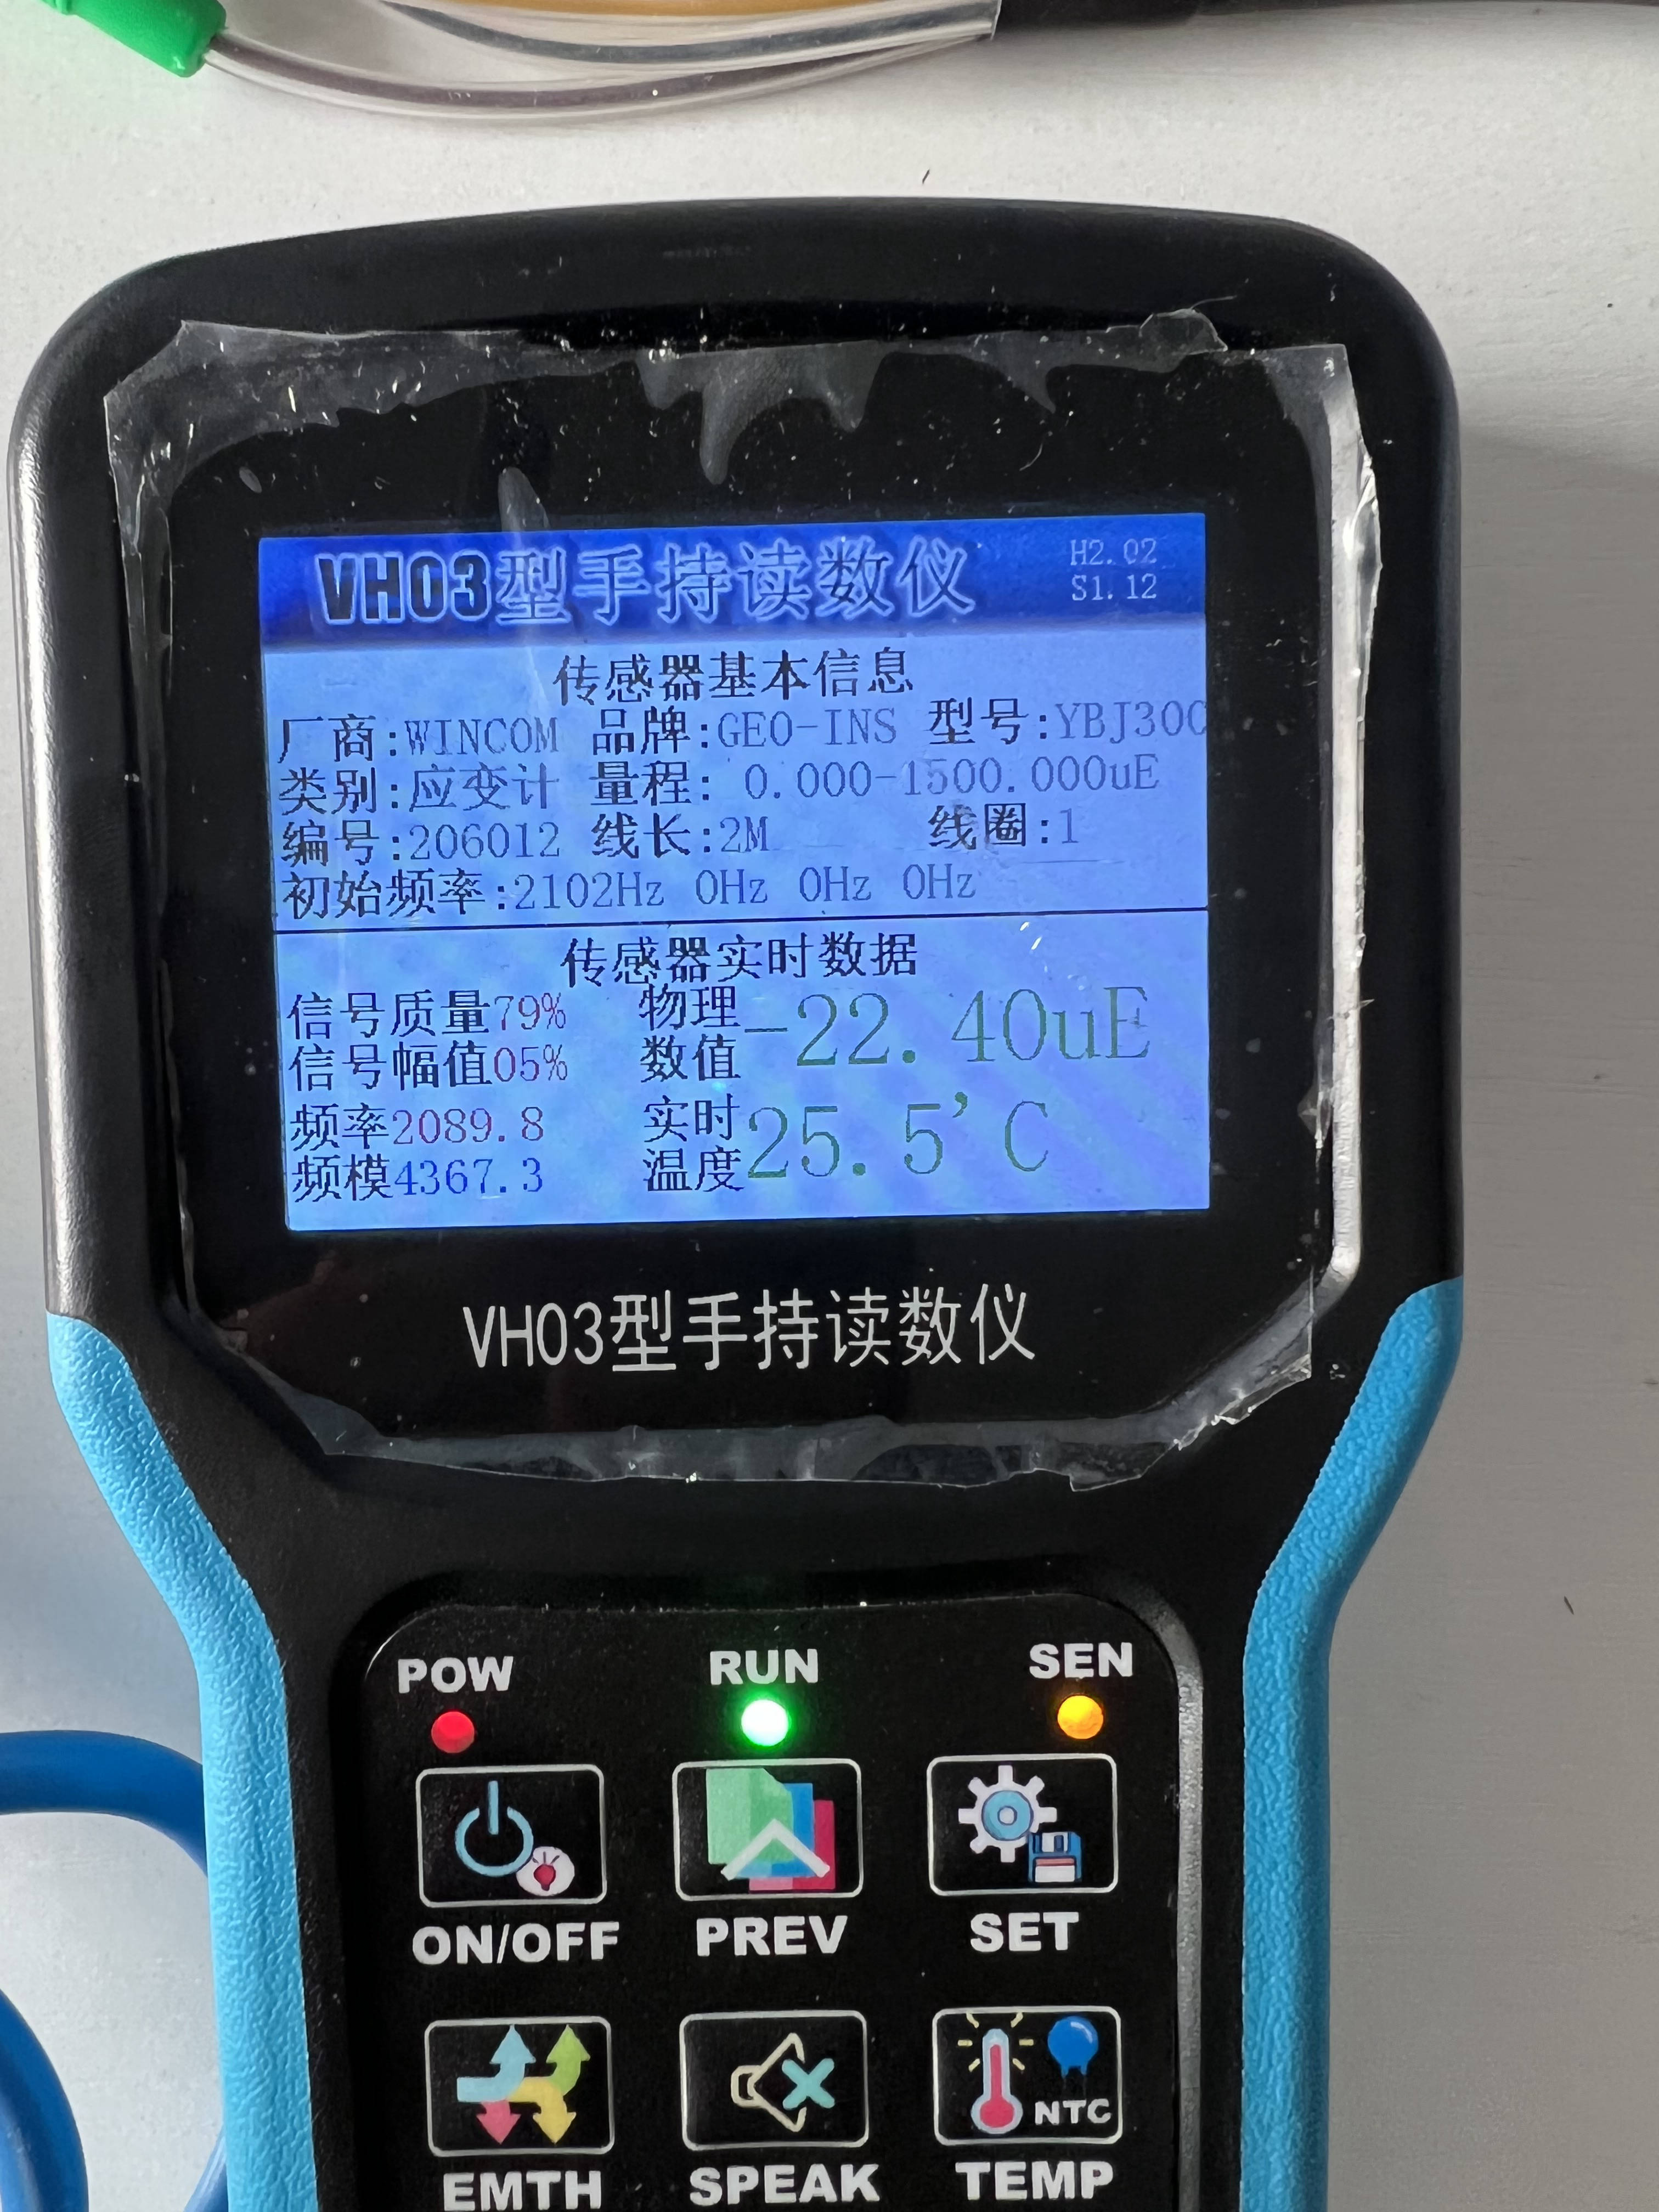 VH03型手持读数仪 H2.02
S1.12
传感器基本信息
厂商:WINCOM 品牌:GEO-INS 型号:YBJ30C
类别:应变计 量程: 0.000-1500.000uE
编号:206012 线长:2M 线圈:1
初始频率:2102Hz 0Hz 0Hz 0Hz
传感器实时数据
信号质量79% 物理数值-22.40uE
信号幅值05%
频率2089.8 实时温度25.5'C
频模4367.3
VH03型手持读数仪
POW RUN SEN
ON/OFF PREV SET
NTC
EMTH SPEAK TEMP